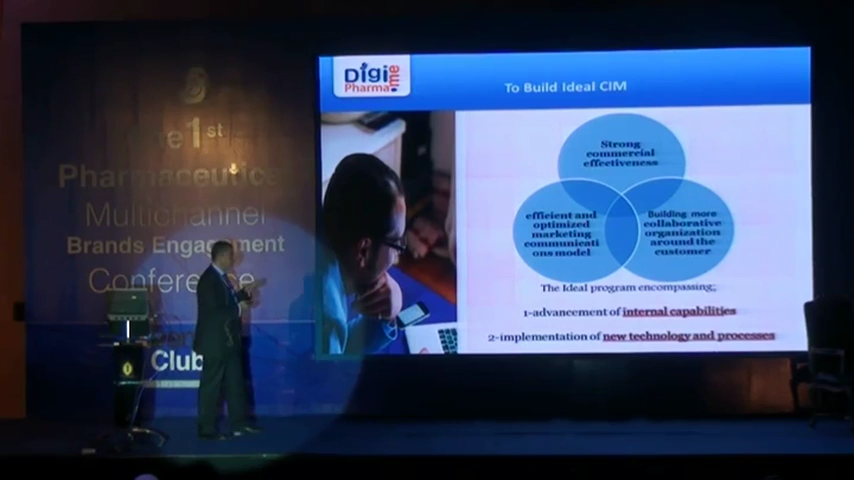 1st
Pharmaceutica
Multichannel
Brands Engagement
Conference
Club
Digi
Pharma
me
To Build Ideal CIM
Strong
commercial
effectiveness
efficient and
optimized
marketing
communicati
ons model
Building more
collaborative
organization
around the
customer
The Ideal program encompassing;
1-advancement of internal capabilities
2-implementation of new technology and processes